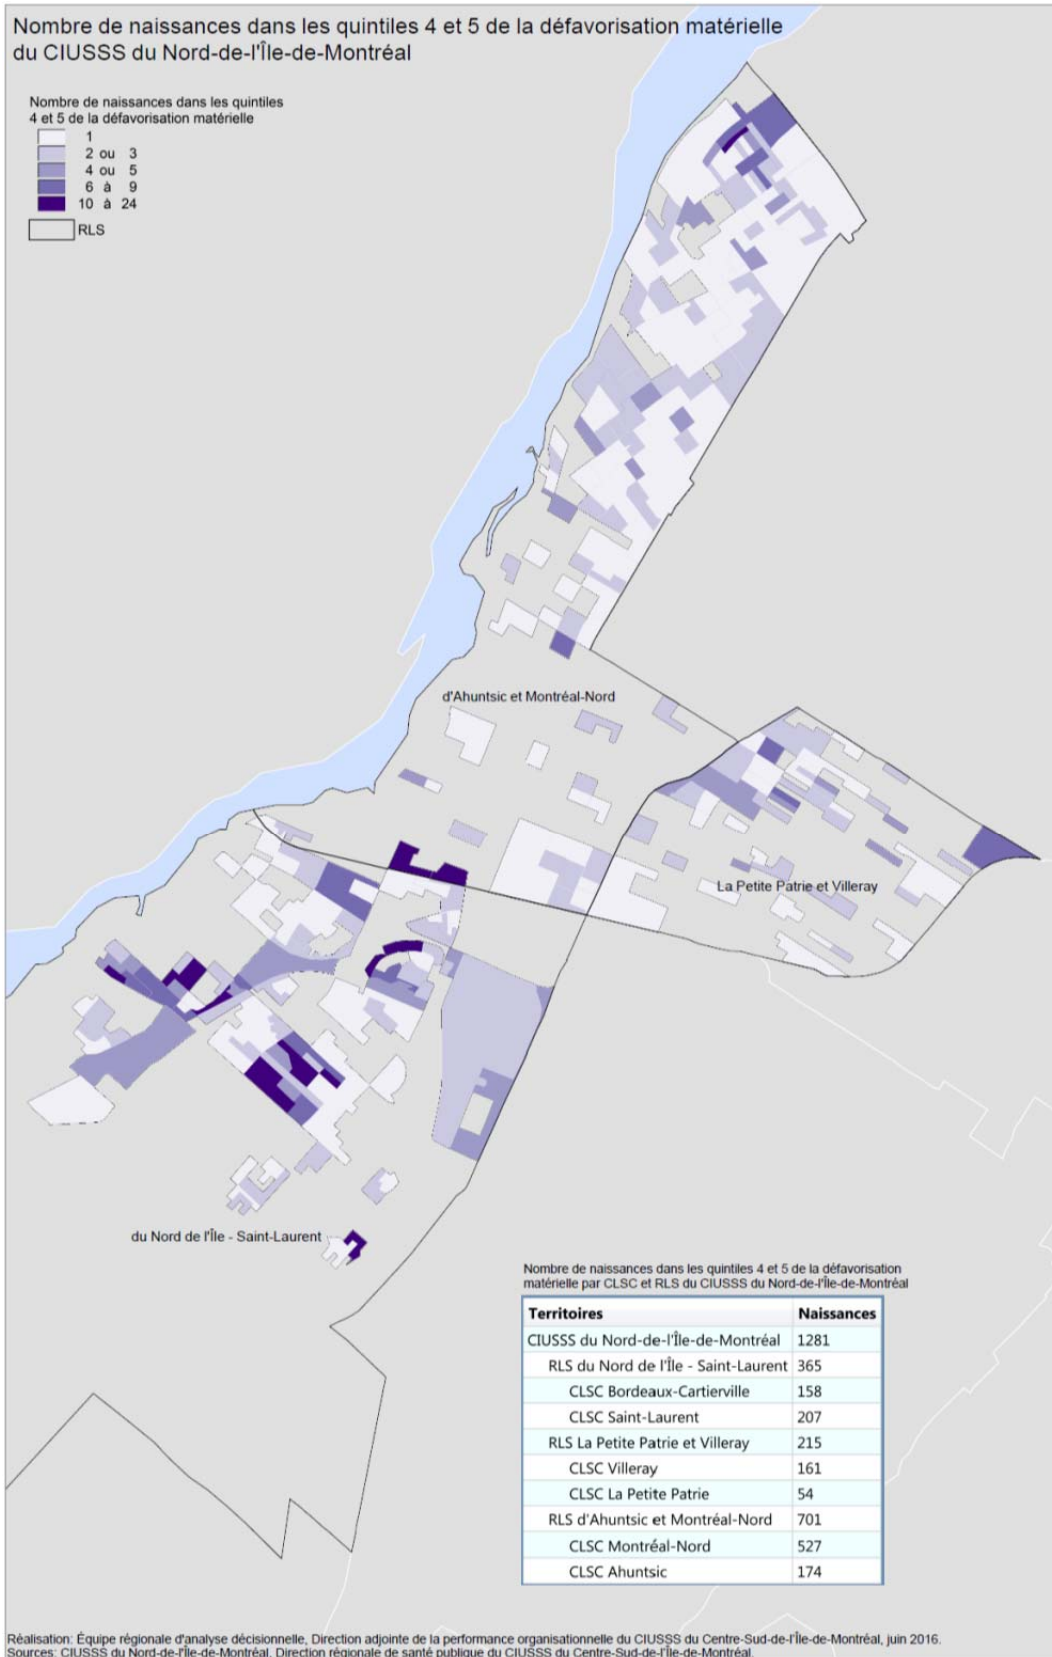 Nombre de naissances dans les quintiles 4 et 5 de la défavorisation matérielle
du CIUSSS du Nord-de-l'Île-de-Montréal
Nombre de naissances dans les quintiles
4 et 5 de la défavorisation matérielle
1
2 ou 3
4 ou 5
6 à 9
10 à 24
RLS
d'Ahuntsic et Montréal-Nord
La Petite Patrie et Villeray
du Nord de l'Île - Saint-Laurent
Nombre de naissances dans les quintiles 4 et 5 de la défavorisation
matérielle par CLSC et RLS du CIUSSS du Nord-de-l'Île-de-Montréal
Territoires Naissances
CIUSSS du Nord-de-l'Île-de-Montréal 1281
RLS du Nord de l'Île - Saint-Laurent 365
CLSC Bordeaux-Cartierville 158
CLSC Saint-Laurent 207
RLS La Petite Patrie et Villeray 215
CLSC Villeray 161
CLSC La Petite Patrie 54
RLS d'Ahuntsic et Montréal-Nord 701
CLSC Montréal-Nord 527
CLSC Ahuntsic 174
Réalisation: Équipe régionale d'analyse décisionnelle, Direction adjointe de la performance organisationnelle du CIUSSS du Centre-Sud-de-l'Île-de-Montréal, juin 2016.
Sources: CIUSSS du Nord-de-l'Île-de-Montréal, Direction régionale de santé publique du CIUSSS du Centre-Sud-de-l'Île-de-Montréal.